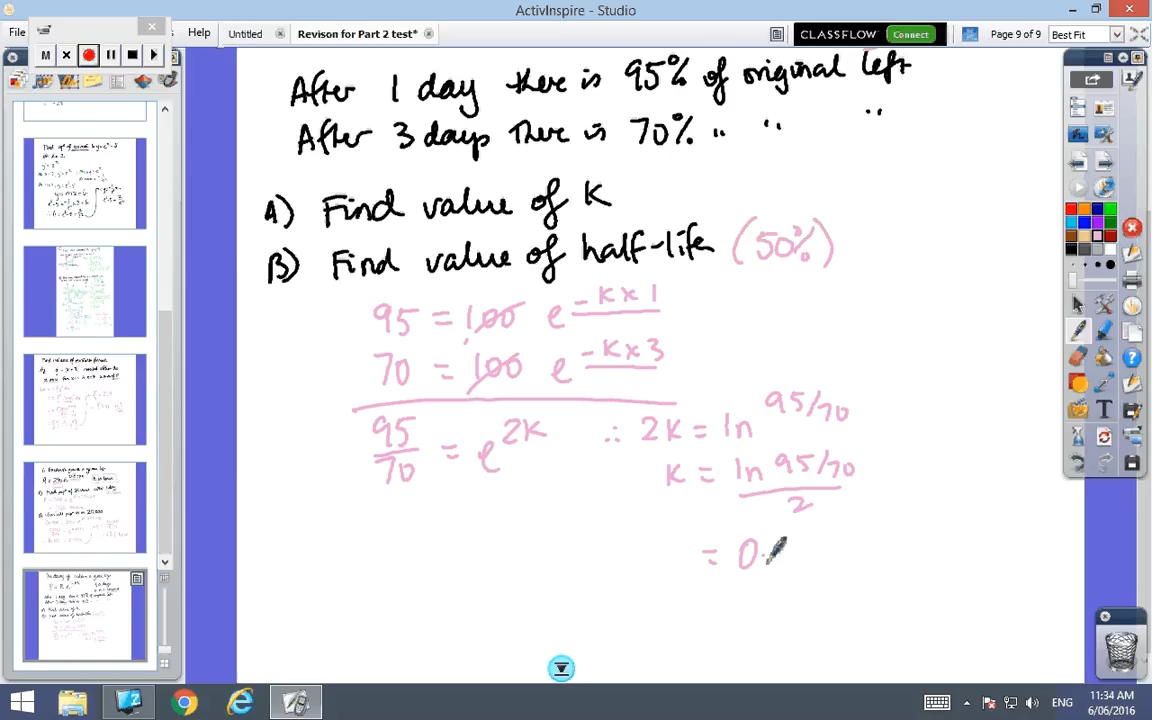 ActivInspire - Studio
File
Help
Untitled
Revison for Part 2 test*
CLASSFLOW
Connect
Page 9 of 9
Best Fit
M
After 1 day there is 95% of original left
After 3 days there is 70% " " "
A) Find value of K
B) Find value of half-life (50%)
95 = 100 e^-K×1
70 = 100 e^-K×3
95/70 = e^2K ∴ 2K = ln 95/70
K = ln 95/70 / 2
= 0.
ENG
11:34 AM
6/06/2016